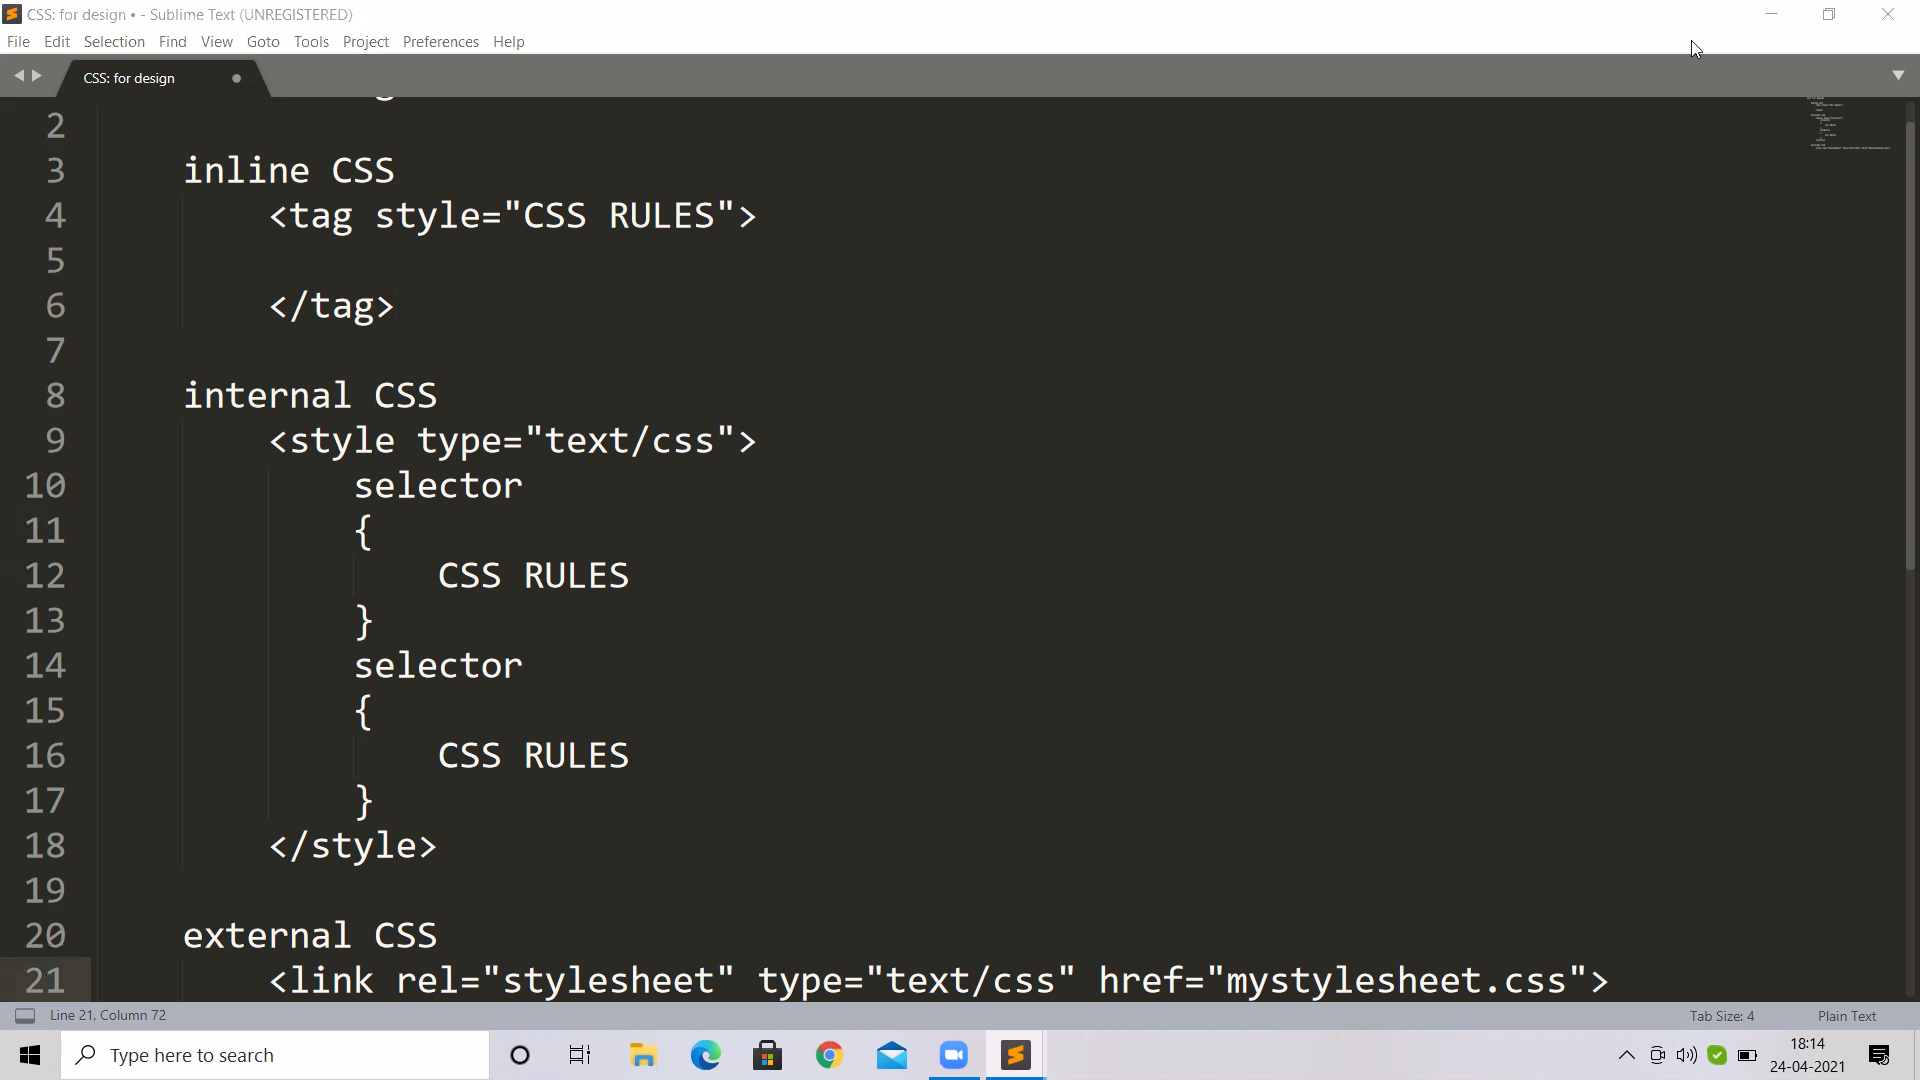 CSS: for design • - Sublime Text (UNREGISTERED)
File Edit Selection Find View Goto Tools Project Preferences Help
CSS: for design
2
3 inline CSS
4 <tag style="CSS RULES">
5
6 </tag>
7
8 internal CSS
9 <style type="text/css">
10 selector
11 {
12 CSS RULES
13 }
14 selector
15 {
16 CSS RULES
17 }
18 </style>
19
20 external CSS
21 <link rel="stylesheet" type="text/css" href="mystylesheet.css">
Line 21, Column 72 Tab Size: 4 Plain Text
Type here to search
18:14
24-04-2021